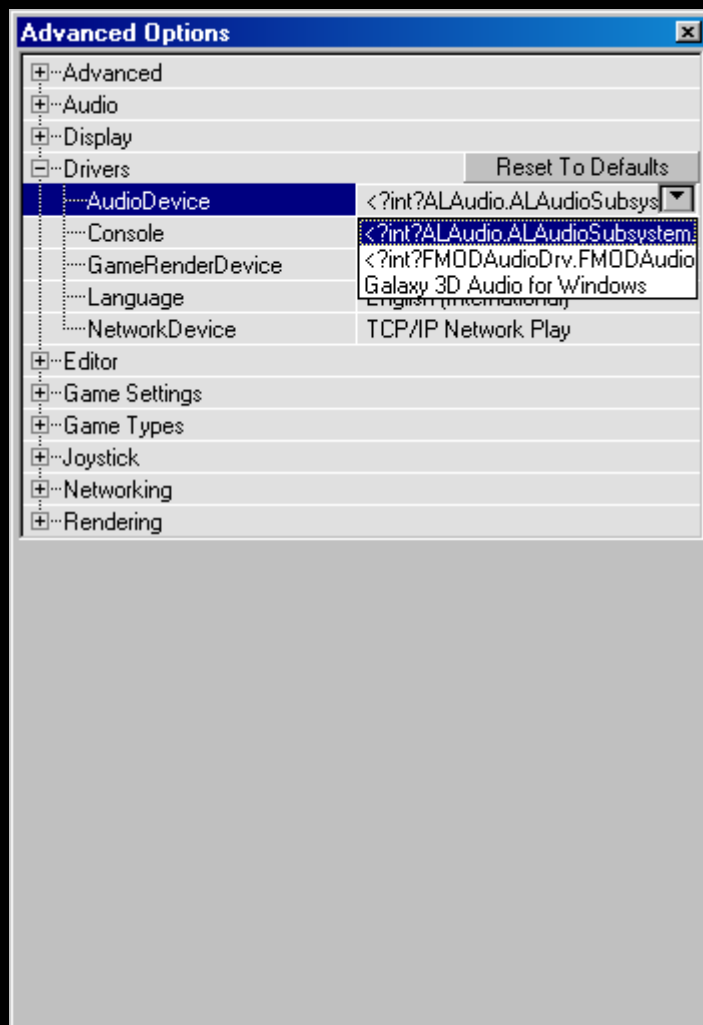 Advanced Options
Advanced
Audio
Display
Drivers Reset To Defaults
AudioDevice <?int?ALAudio.ALAudioSubsys
Console <?int?ALAudio.ALAudioSubsystem.
GameRenderDevice <?int?FMODAudioDrv.FMODAudio
Galaxy 3D Audio for Windows
Language English (International)
NetworkDevice TCP/IP Network Play
Editor
Game Settings
Game Types
Joystick
Networking
Rendering